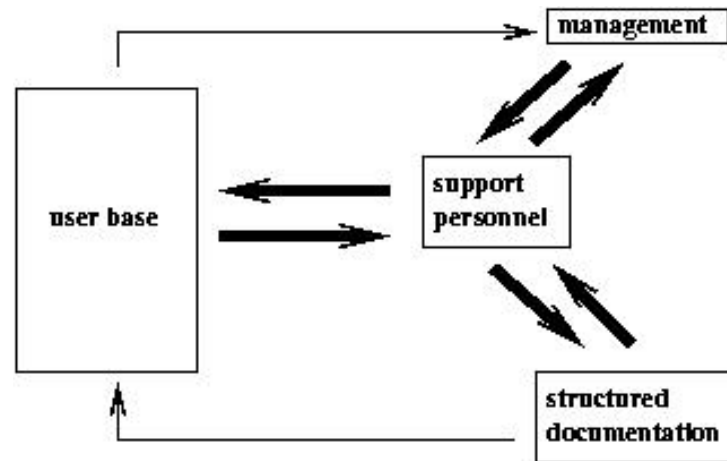 management
support
personnel
user base
structured
documentation